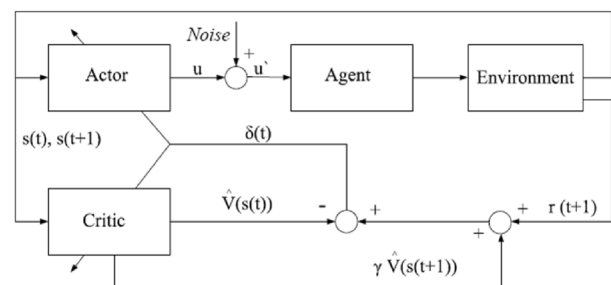 Noise
+
Actor
u
u`
Agent
Environment
s(t), s(t+1)
δ(t)
Critic
V̂(s(t))
-
+
+
r (t+1)
+
γ V̂(s(t+1))